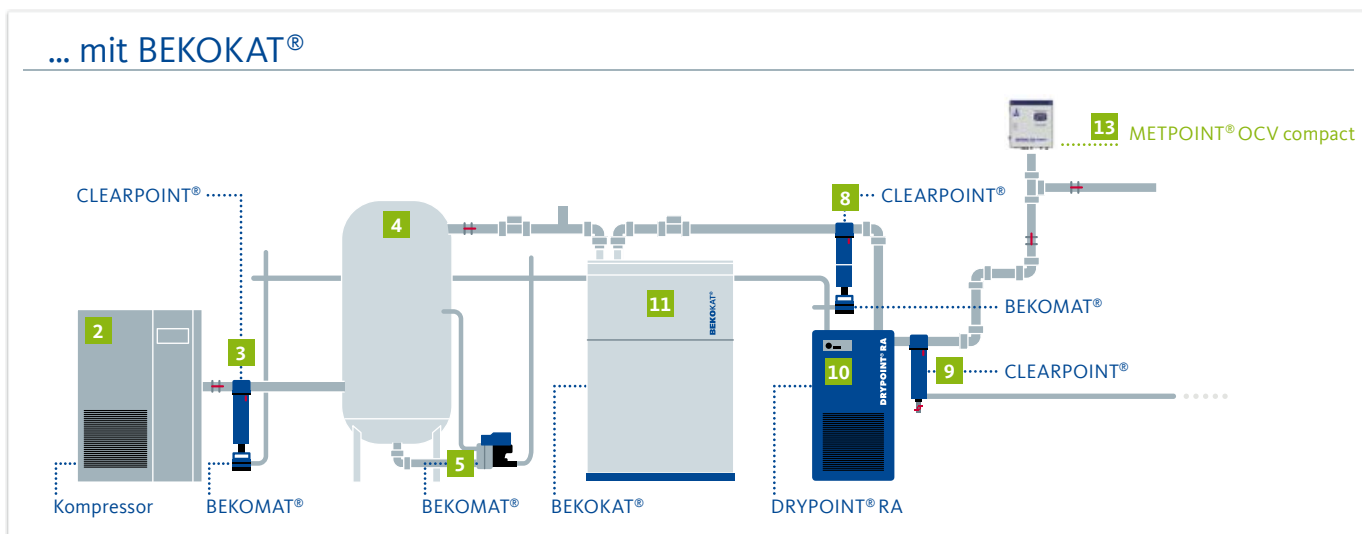 ... mit BEKOKAT®
13 METPOINT® OCV compact
CLEARPOINT®
8 CLEARPOINT®
4
11
BEKOKAT®
BEKOMAT®
2
3
10
DRYPOINT® RA
9 CLEARPOINT®
5
Kompressor
BEKOMAT®
BEKOMAT®
BEKOKAT®
DRYPOINT® RA